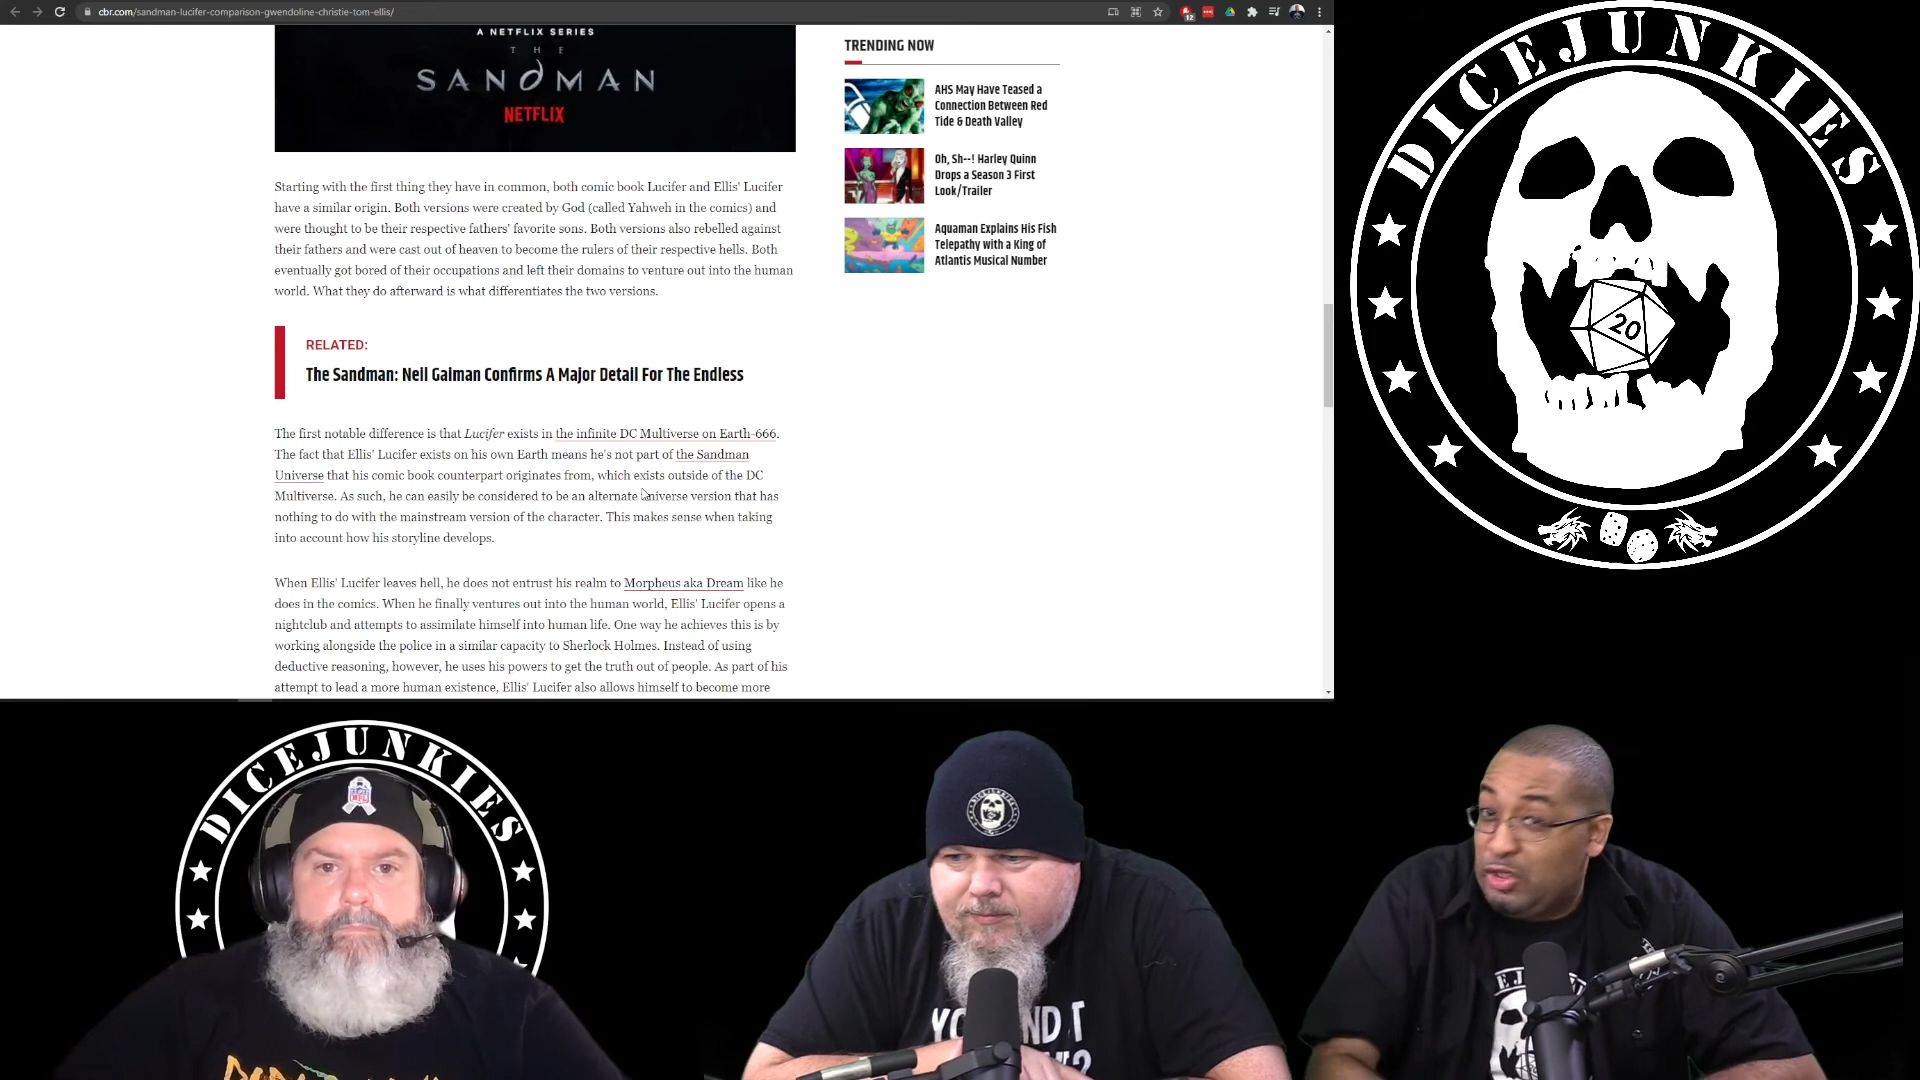 cbr.com/sandman-lucifer-comparison-gwendoline-christie-tom-ellis/
12
A NETFLIX SERIES
THE
SANDMAN
NETFLIX
Starting with the first thing they have in common, both comic book Lucifer and Ellis' Lucifer
have a similar origin. Both versions were created by God (called Yahweh in the comics) and
were thought to be their respective fathers' favorite sons. Both versions also rebelled against
their fathers and were cast out of heaven to become the rulers of their respective hells. Both
eventually got bored of their occupations and left their domains to venture out into the human
world. What they do afterward is what differentiates the two versions.
RELATED:
The Sandman: Neil Gaiman Confirms A Major Detail For The Endless
The first notable difference is that Lucifer exists in the infinite DC Multiverse on Earth-666.
The fact that Ellis' Lucifer exists on his own Earth means he's not part of the Sandman
Universe that his comic book counterpart originates from, which exists outside of the DC
Multiverse. As such, he can easily be considered to be an alternate universe version that has
nothing to do with the mainstream version of the character. This makes sense when taking
into account how his storyline develops.
When Ellis' Lucifer leaves hell, he does not entrust his realm to Morpheus aka Dream like he
does in the comics. When he finally ventures out into the human world, Ellis' Lucifer opens a
nightclub and attempts to assimilate himself into human life. One way he achieves this is by
working alongside the police in a similar capacity to Sherlock Holmes. Instead of using
deductive reasoning, however, he uses his powers to get the truth out of people. As part of his
attempt to lead a more human existence, Ellis' Lucifer also allows himself to become more
TRENDING NOW
AHS May Have Teased a
Connection Between Red
Tide & Death Valley
Oh, Sh--! Harley Quinn
Drops a Season 3 First
Look/Trailer
Aquaman Explains His Fish
Telepathy with a King of
Atlantis Musical Number
DICEJUNKIES
20
DICEJUNKIES
NFL